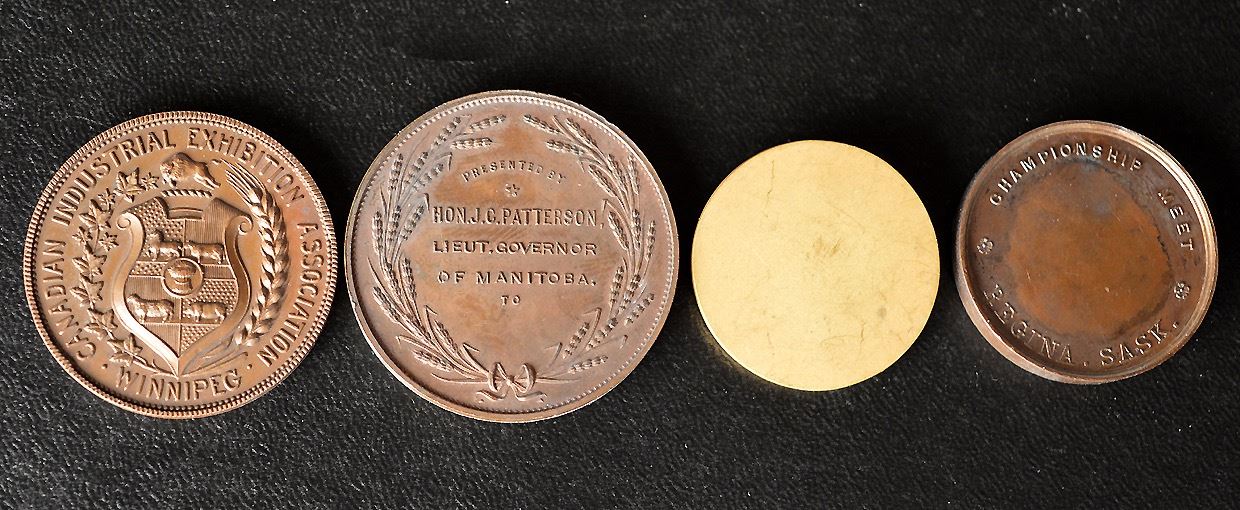 CANADIAN INDUSTRIAL EXHIBITION ASSOCIATION
· WINNIPEG ·
PRESENTED BY
HON. J. C. PATTERSON,
LIEUT. GOVERNOR
OF MANITOBA.
TO
CHAMPIONSHIP MEET
REGINA. SASK.